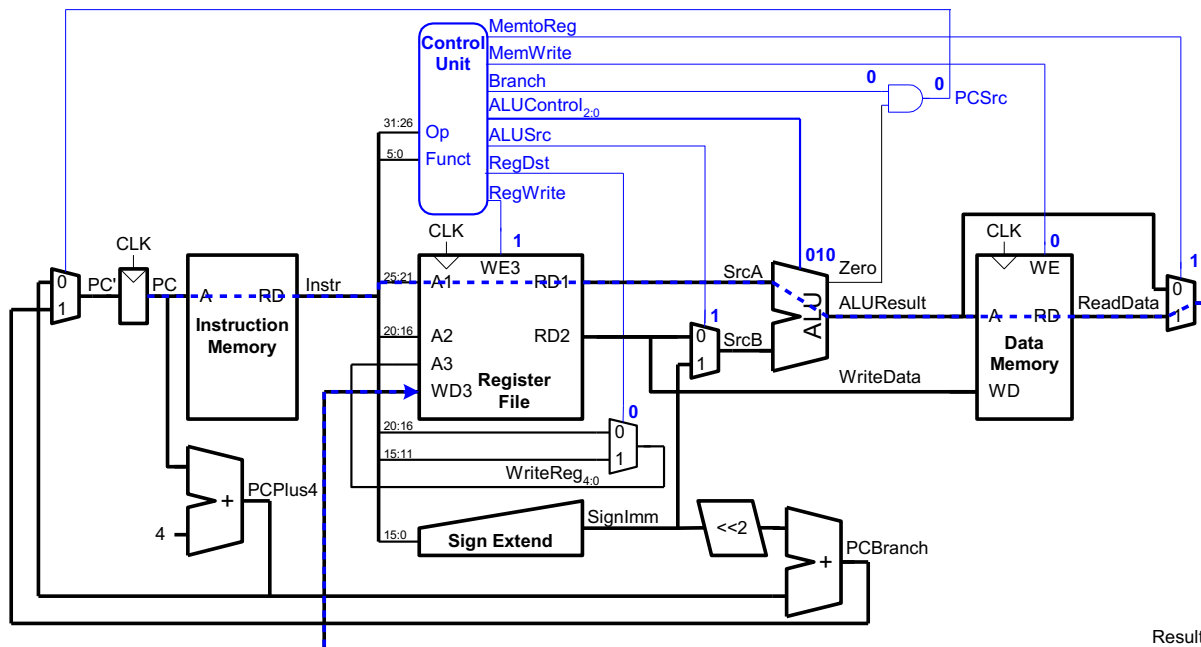 MemtoReg
Control
Unit
MemWrite
Branch
0
0
PCSrc
ALUControl2:0
31:26
Op
ALUSrc
5:0
Funct
RegDst
RegWrite
CLK
CLK
CLK
1
0
1
010
WE3
WE
Zero
0
1
PC'
PC
A
RD
Instr
25:21
A1
RD1
SrcA
ALU
ALUResult
A
RD
ReadData
0
1
Instruction
Memory
20:16
A2
RD2
1
0
1
SrcB
Data
Memory
A3
WD3
Register
File
WriteData
WD
0
20:16
0
15:11
1
WriteReg4:0
PCPlus4
+
4
SignImm
15:0
Sign Extend
<<2
+
PCBranch
Result